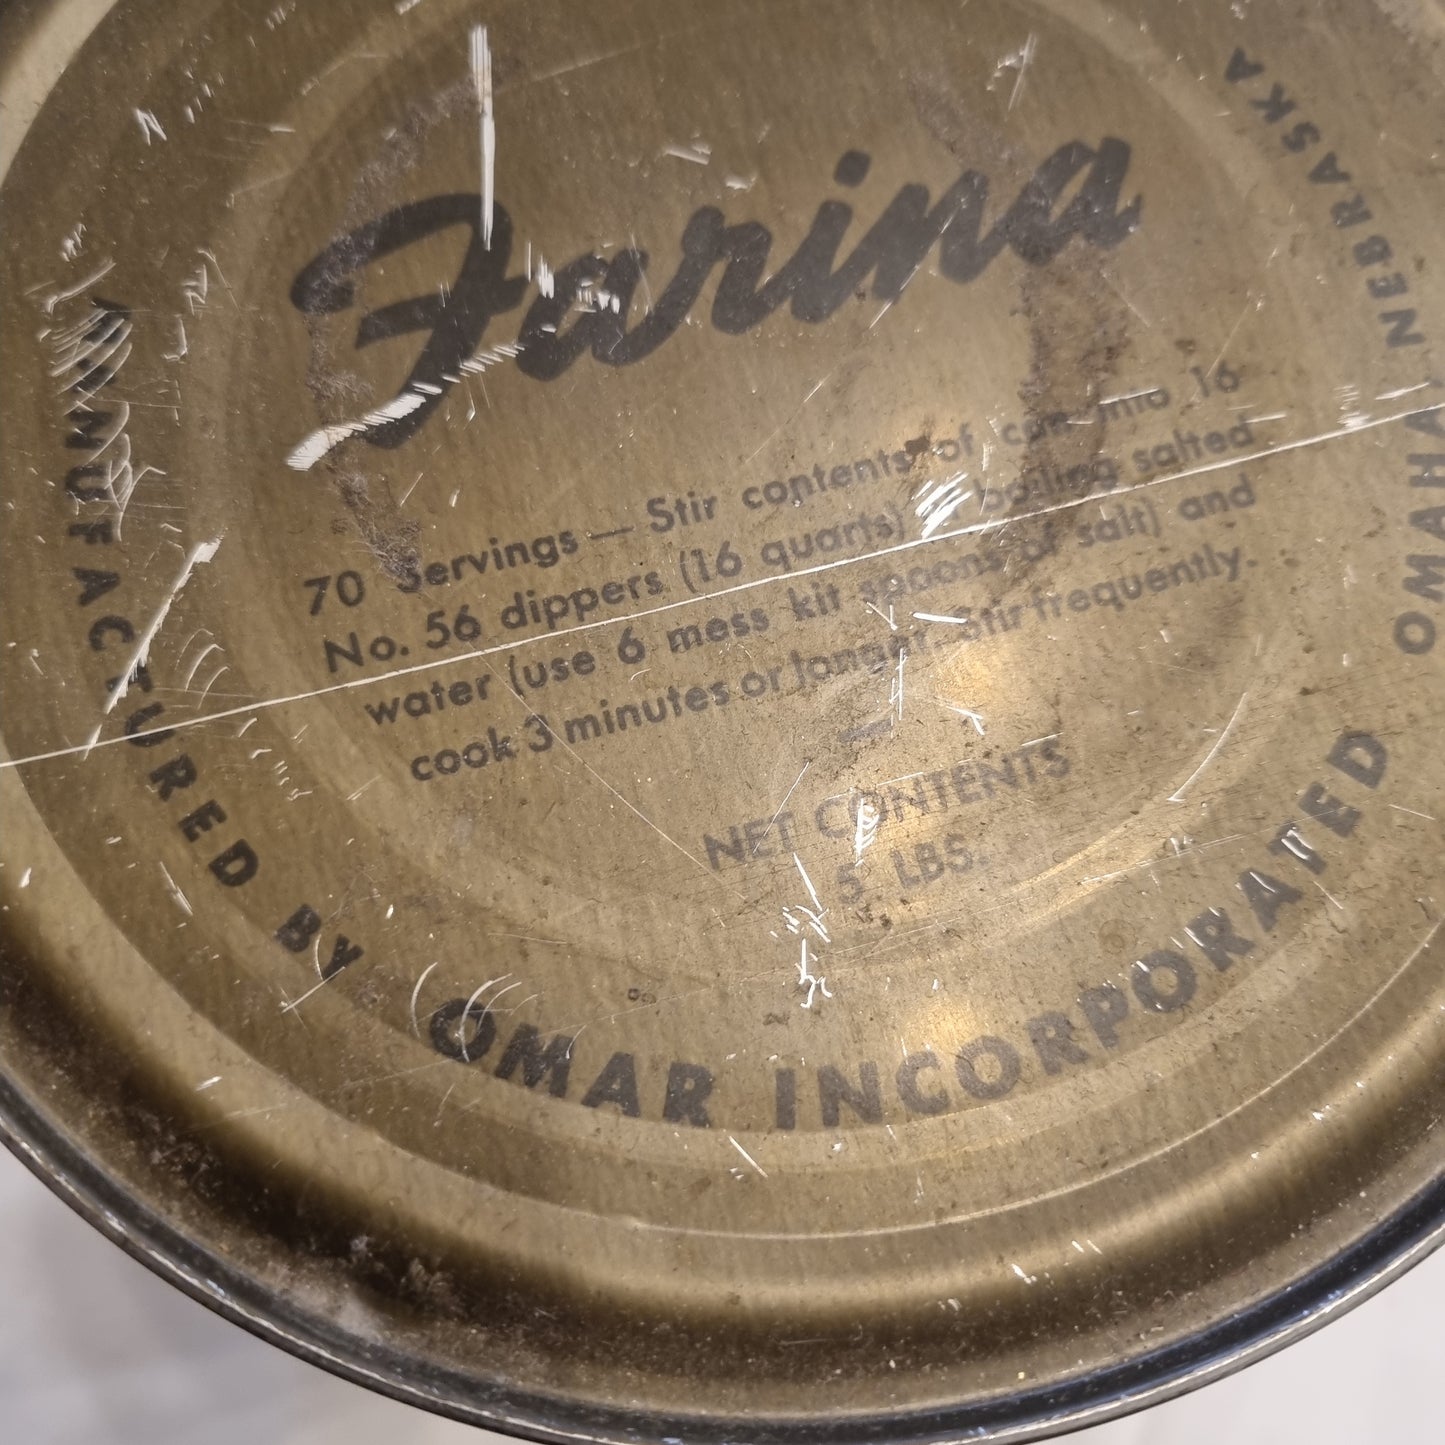 Farina
70 Servings — Stir contents of can into 16
No. 56 dippers (16 quarts) of boiling salted
water (use 6 mess kit spoons of salt) and
cook 3 minutes or longer. Stir frequently.
NET CONTENTS
5 LBS.
MANUFACTURED BY OMAR INCORPORATED OMAHA, NEBRASKA